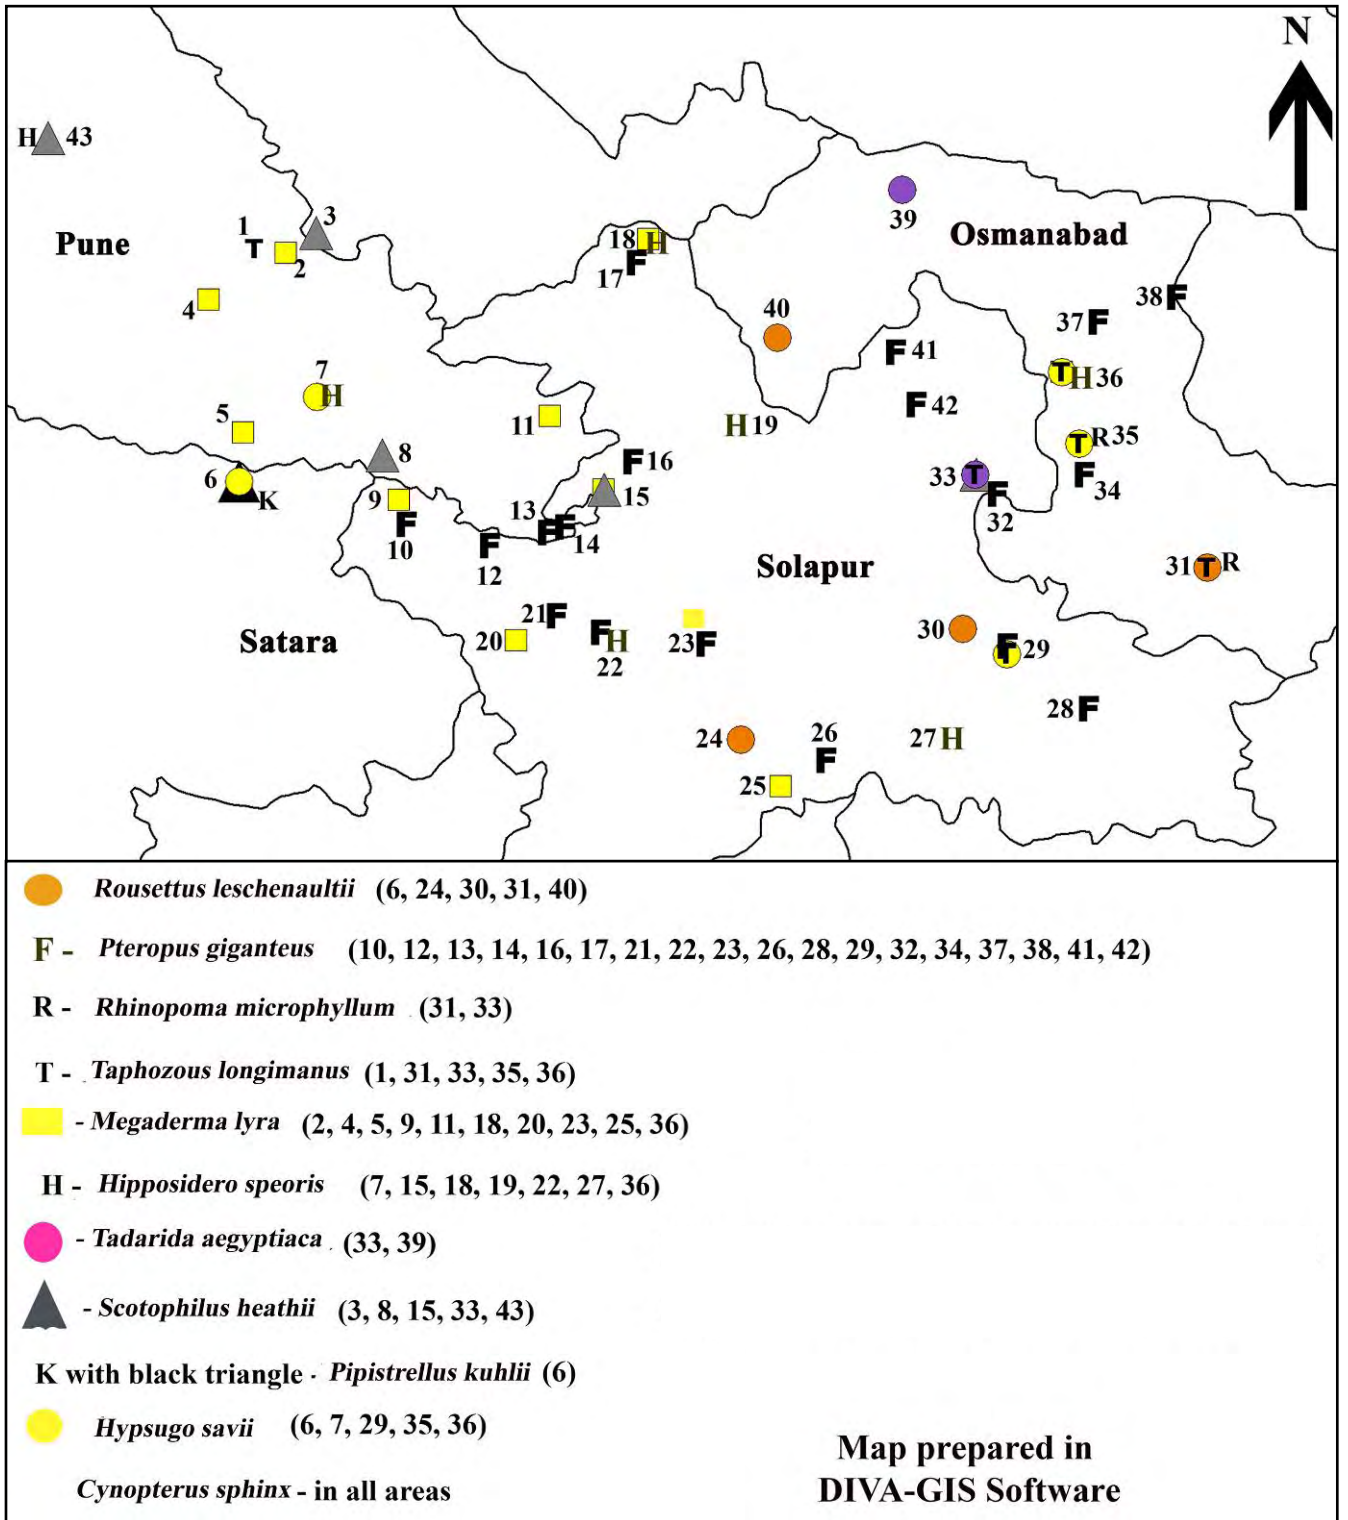 N
H 43
Pune
1
T
2
3
4
18 H
17 F
39
Osmanabad
38 F
37 F
40
F 41
T H 36
F 42
7
H
5
11
H 19
T R 35
6
K
8
F 16
33 T
F
34
9
13
15
F
32
F
10
F F
14
F
12
Solapur
31 T R
21 F
F H
22
23 F
30
F
T 29
Satara
20
28 F
24
26
F
27 H
25
Rousettus leschenaultii (6, 24, 30, 31, 40)
F - Pteropus giganteus (10, 12, 13, 14, 16, 17, 21, 22, 23, 26, 28, 29, 32, 34, 37, 38, 41, 42)
R - Rhinopoma microphyllum (31, 33)
T - Taphozous longimanus (1, 31, 33, 35, 36)
- Megaderma lyra (2, 4, 5, 9, 11, 18, 20, 23, 25, 36)
H - Hipposidero speoris (7, 15, 18, 19, 22, 27, 36)
- Tadarida aegyptiaca (33, 39)
- Scotophilus heathii (3, 8, 15, 33, 43)
K with black triangle - Pipistrellus kuhlii (6)
Hypsugo savii (6, 7, 29, 35, 36)
Cynopterus sphinx - in all areas
Map prepared in
DIVA-GIS Software